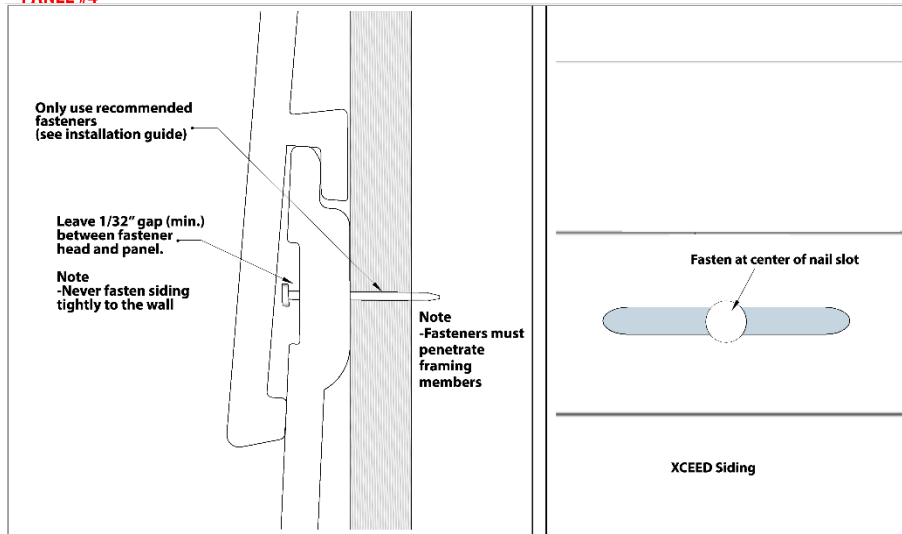 PANEL #4
Only use recommended
fasteners
(see installation guide)
Leave 1/32" gap (min.)
between fastener
head and panel.
Note
-Never fasten siding
tightly to the wall
Note
-Fasteners must
penetrate
framing
members
Fasten at center of nail slot
XCEED Siding